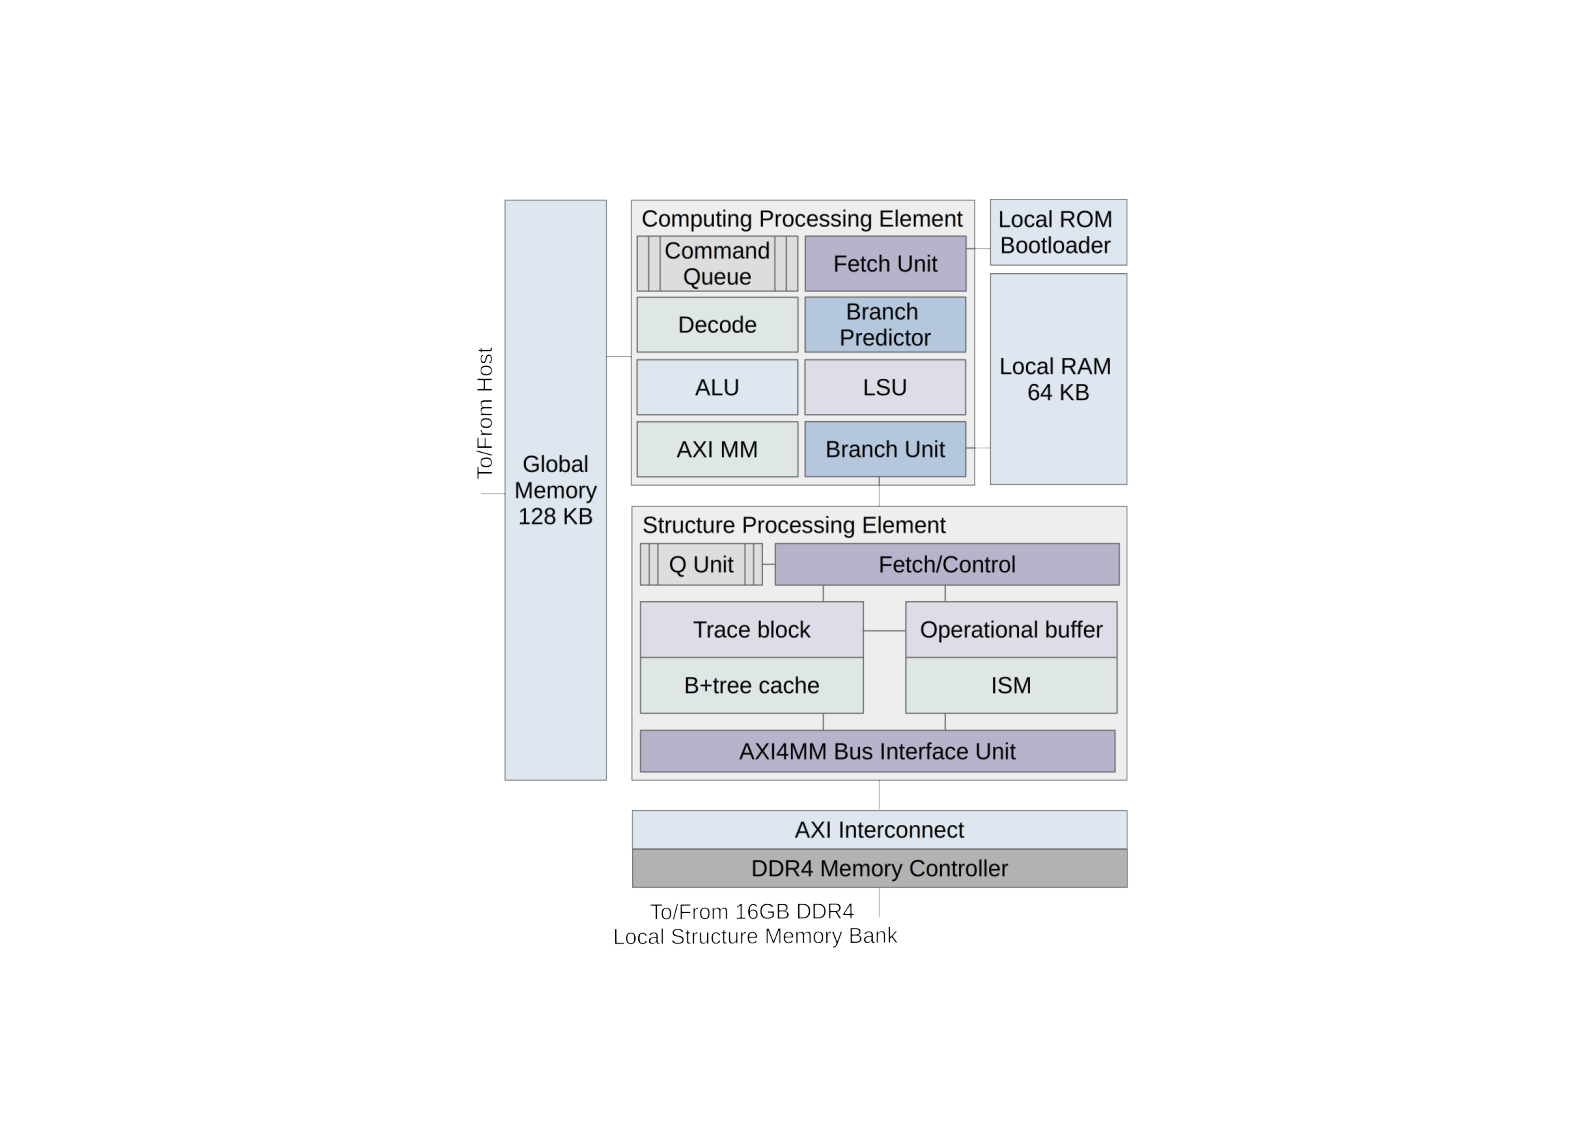 To/From Host
Global
Memory
128 KB
Computing Processing Element
Command
Queue
Fetch Unit
Decode
Branch
Predictor
ALU
LSU
AXI MM
Branch Unit
Local ROM
Bootloader
Local RAM
64 KB
Structure Processing Element
Q Unit
Fetch/Control
Trace block
Operational buffer
B+tree cache
ISM
AXI4MM Bus Interface Unit
AXI Interconnect
DDR4 Memory Controller
To/From 16GB DDR4
Local Structure Memory Bank